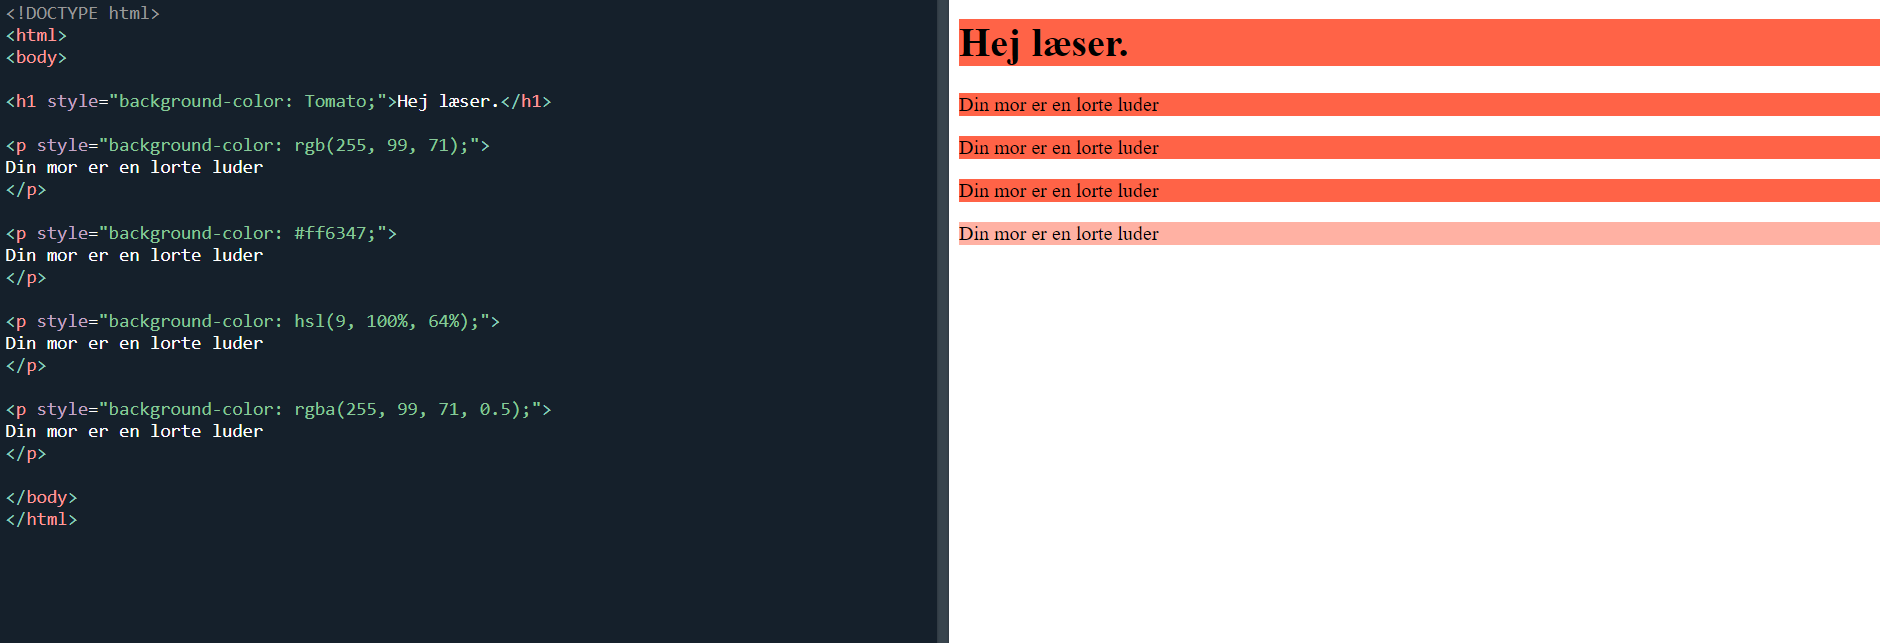 <!DOCTYPE html>
<html>
<body>
<h1 style="background-color: Tomato;">Hej læser.</h1>
<p style="background-color: rgb(255, 99, 71);">
Din mor er en lorte luder
</p>
<p style="background-color: #ff6347;">
Din mor er en lorte luder
</p>
<p style="background-color: hsl(9, 100%, 64%);">
Din mor er en lorte luder
</p>
<p style="background-color: rgba(255, 99, 71, 0.5);">
Din mor er en lorte luder
</p>
</body>
</html>
Hej læser.
Din mor er en lorte luder
Din mor er en lorte luder
Din mor er en lorte luder
Din mor er en lorte luder